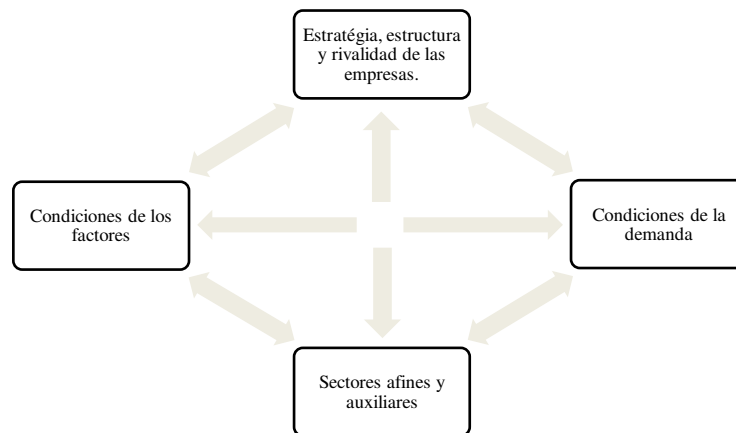 Estratégia, estructura
y rivalidad de las
empresas.
Condiciones de los
factores
Condiciones de la
demanda
Sectores afines y
auxiliares